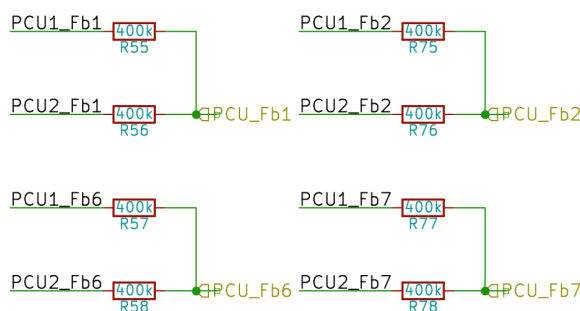 PCU1_Fb1 400k PCU1_Fb2 400k
R55 R75
PCU2_Fb1 400k PCU_Fb1 PCU2_Fb2 400k PCU_Fb2
R56 R76
PCU1_Fb6 400k PCU1_Fb7 400k
R57 R77
PCU2_Fb6 400k PCU_Fb6 PCU2_Fb7 400k PCU_Fb7
R58 R78